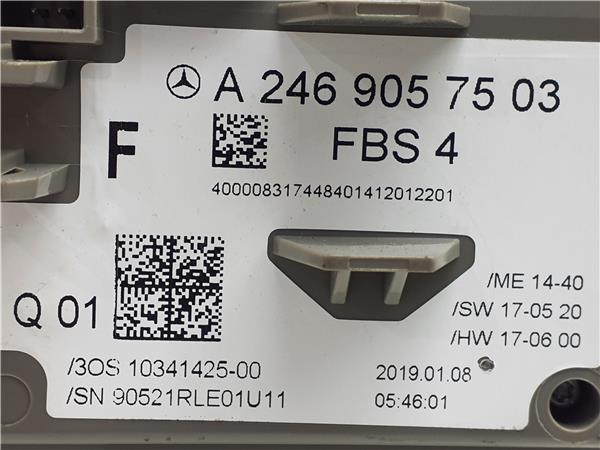 A 246 905 75 03
F
FBS 4
400008317448401412012201
Q 01
/ME 14-40
/SW 17-05 20
/HW 17-06 00
/3OS 10341425-00
/SN 90521RLE01U11
2019.01.08
05:46:01